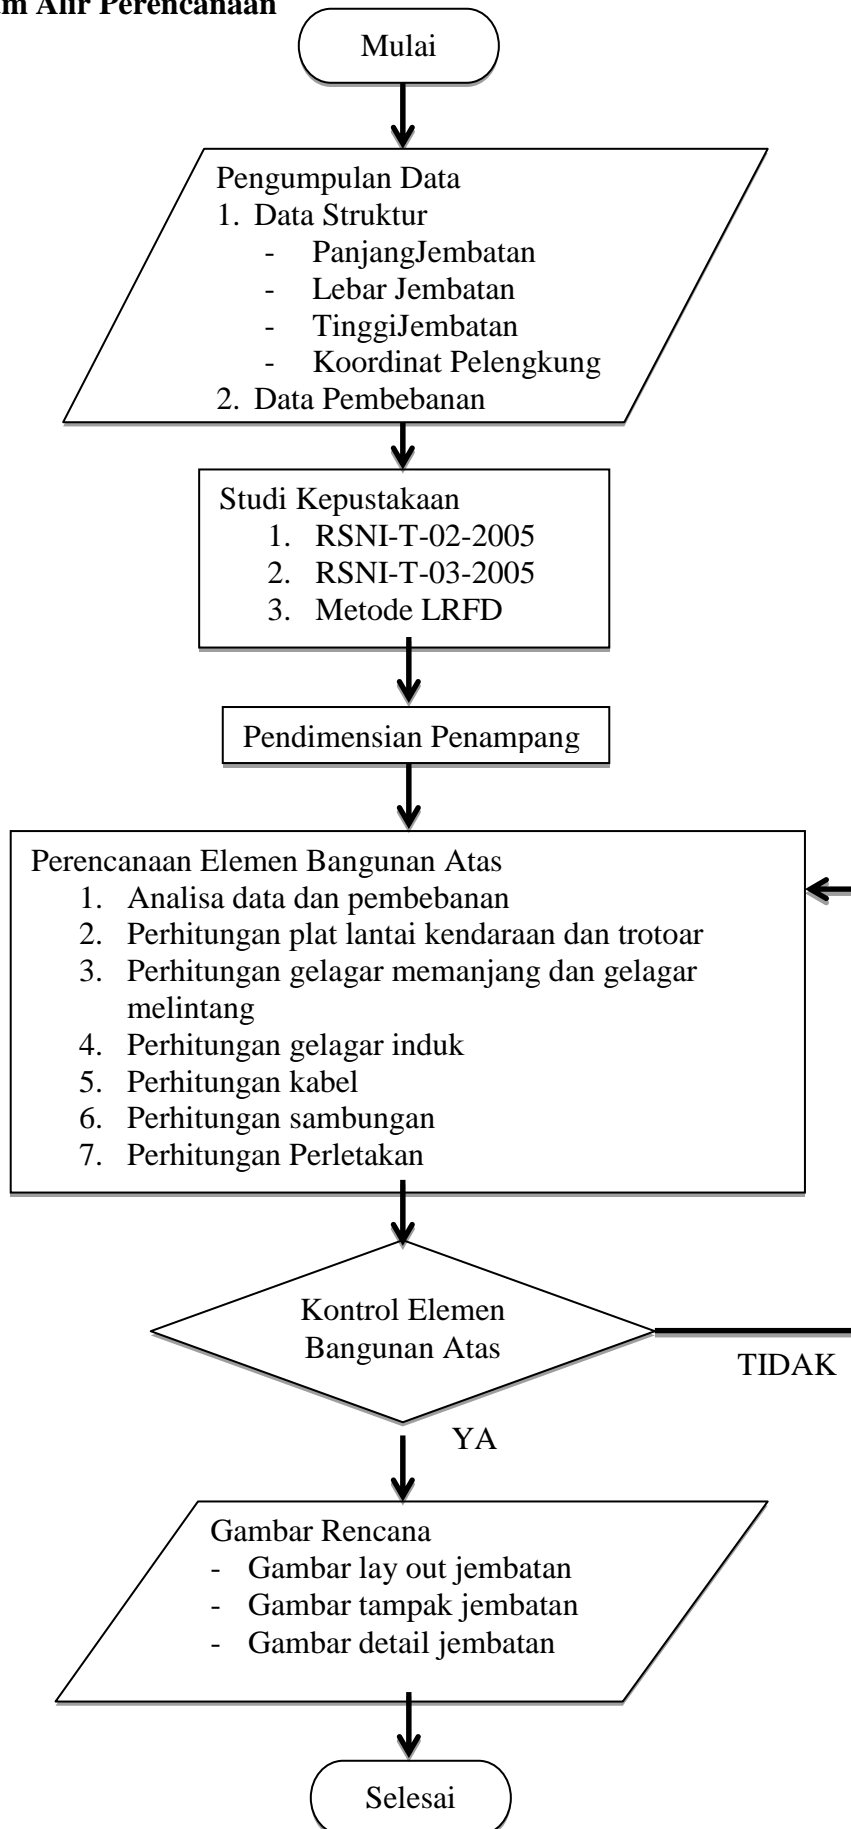 Alir Perencanaan
Mulai
Pengumpulan Data
1. Data Struktur
- PanjangJembatan
- Lebar Jembatan
- TinggiJembatan
- Koordinat Pelengkung
2. Data Pembebanan
Studi Kepustakaan
1. RSNI-T-02-2005
2. RSNI-T-03-2005
3. Metode LRFD
Pendimensian Penampang
Perencanaan Elemen Bangunan Atas
1. Analisa data dan pembebanan
2. Perhitungan plat lantai kendaraan dan trotoar
3. Perhitungan gelagar memanjang dan gelagar
melintang
4. Perhitungan gelagar induk
5. Perhitungan kabel
6. Perhitungan sambungan
7. Perhitungan Perletakan
Kontrol Elemen
Bangunan Atas
TIDAK
YA
Gambar Rencana
- Gambar lay out jembatan
- Gambar tampak jembatan
- Gambar detail jembatan
Selesai